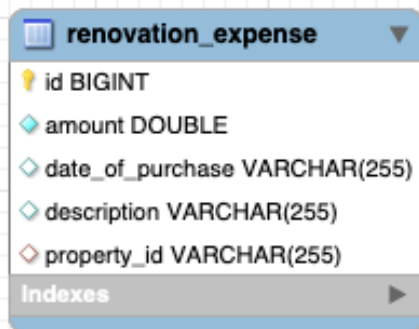 renovation_expense
id BIGINT
amount DOUBLE
date_of_purchase VARCHAR(255)
description VARCHAR(255)
property_id VARCHAR(255)
Indexes